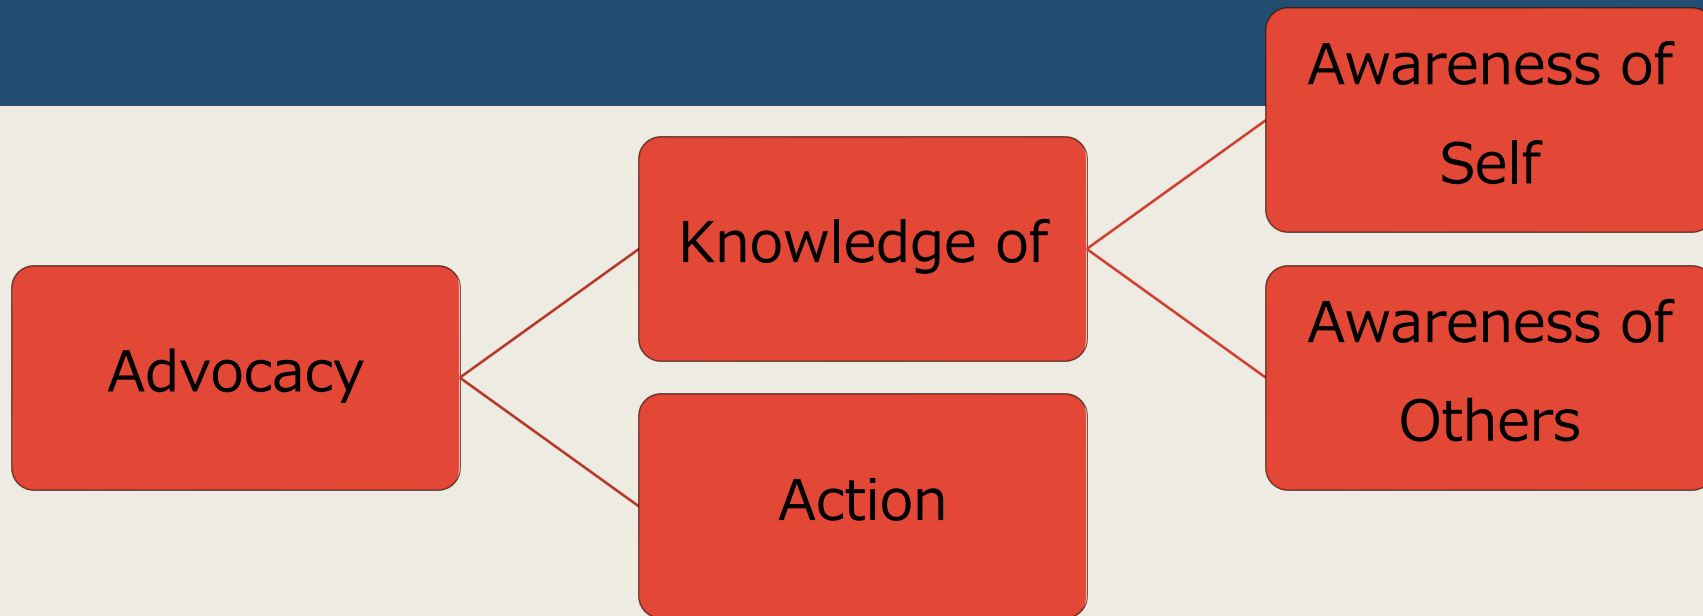 Advocacy
Knowledge of
Action
Awareness of
Self
Awareness of
Others